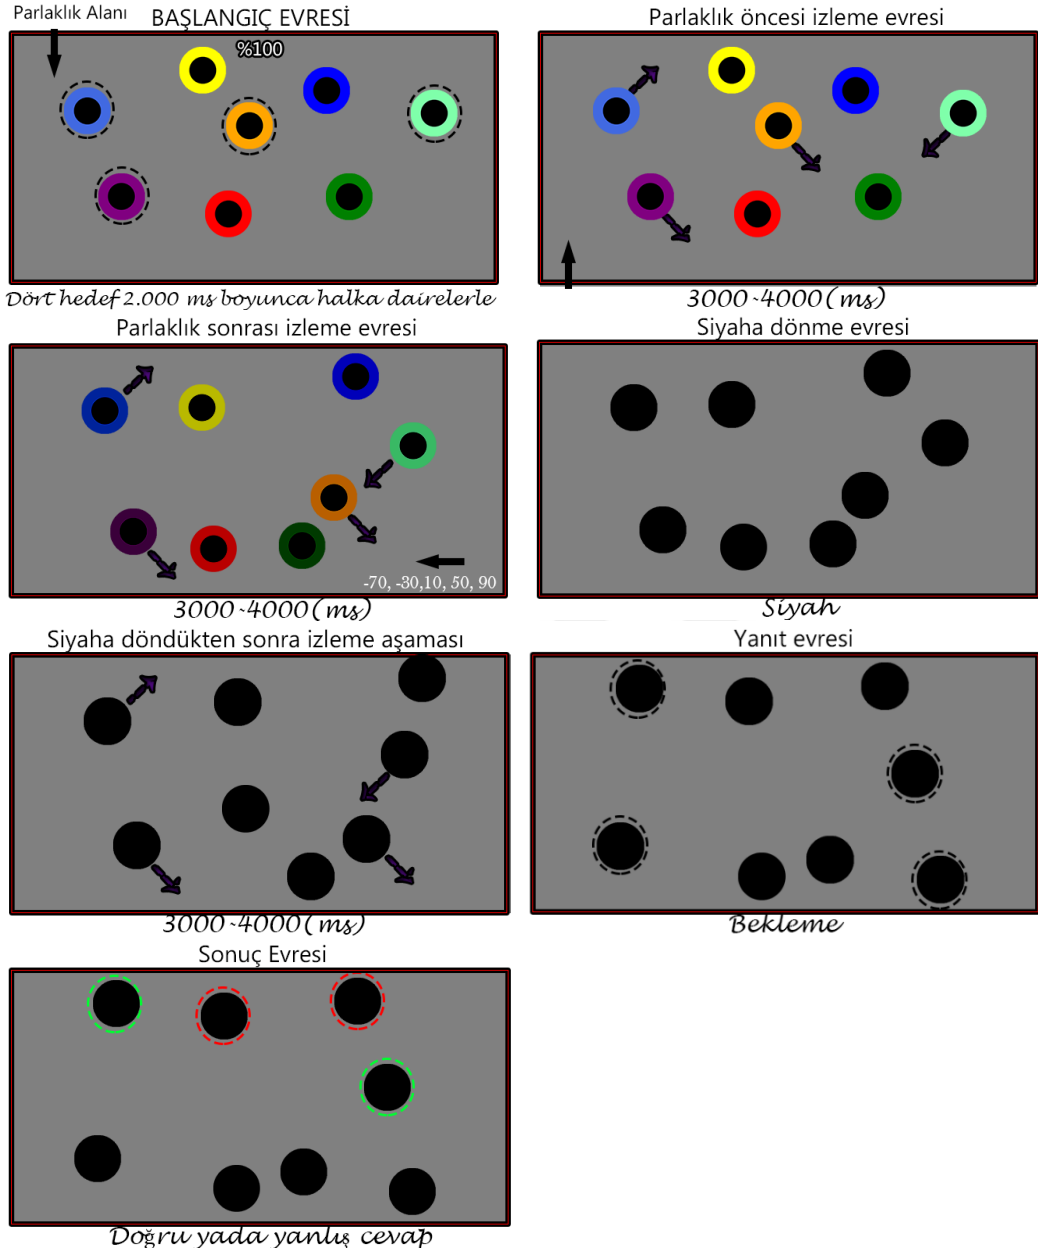 Parlaklık Alanı
BAŞLANGIÇ EVRESİ
%100
Dört hedef 2.000 ms boyunca halka dairelerle
Parlaklık öncesi izleme evresi
3000~4000(ms)
Parlaklık sonrası izleme evresi
-70, -30,10, 50, 90
3000~4000(ms)
Siyaha dönme evresi
Siyah
Siyaha döndükten sonra izleme aşaması
3000~4000(ms)
Yanıt evresi
Bekleme
Sonuç Evresi
Doğru yada yanlış cevap